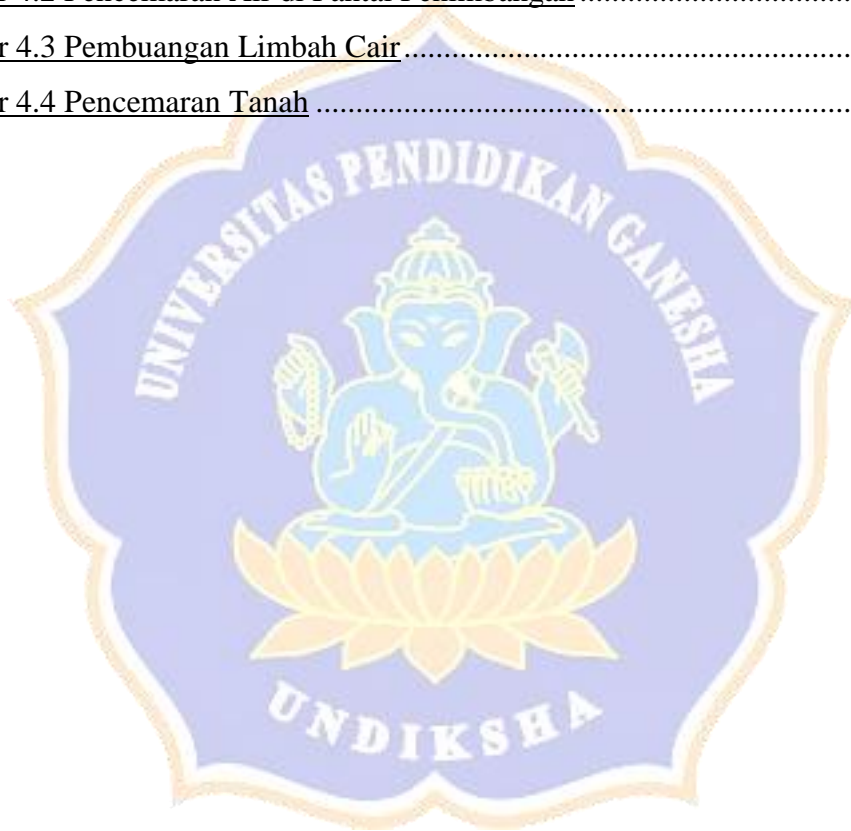 r 4.2 Pencemaran Air di Pantai Penimbangan ..................................
r 4.3 Pembuangan Limbah Cair ........................................................
r 4.4 Pencemaran Tanah ...................................................................
UNIVERSITAS PENDIDIKAN GANESHA
UNDIKSHA